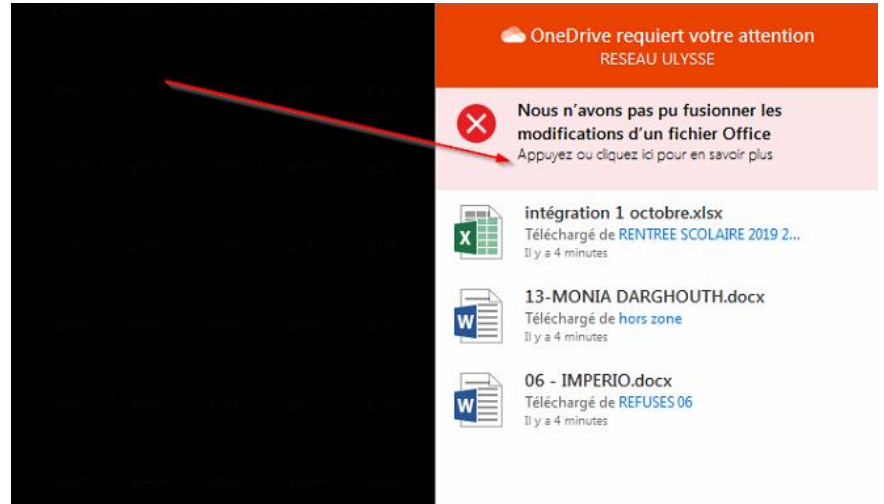 OneDrive requiert votre attention
RESEAU ULYSSE
Nous n'avons pas pu fusionner les
modifications d'un fichier Office
Appuyez ou cliquez ici pour en savoir plus
intégration 1 octobre.xlsx
Téléchargé de RENTREE SCOLAIRE 2019 2...
Il y a 4 minutes
13-MONIA DARGHOUTH.docx
Téléchargé de hors zone
Il y a 4 minutes
06 - IMPERIO.docx
Téléchargé de REFUSES 06
Il y a 4 minutes